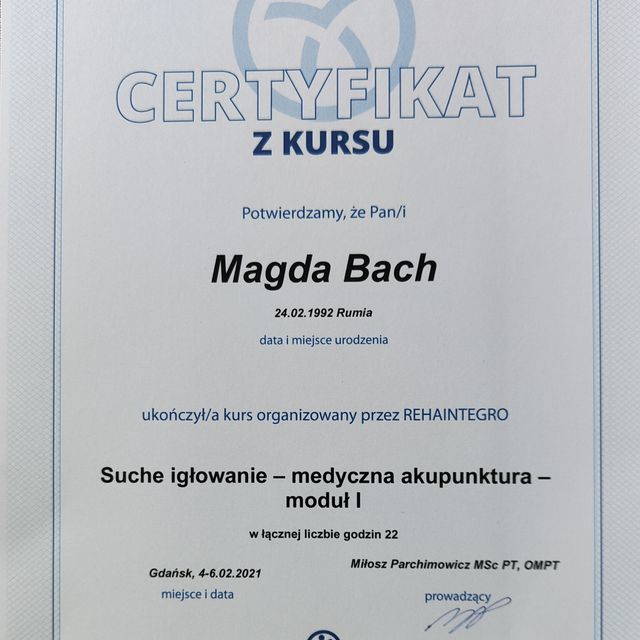 CERTYFIKAT
Z KURSU
Potwierdzamy, że Pan/i
Magda Bach
24.02.1992 Rumia
data i miejsce urodzenia
ukończył/a kurs organizowany przez REHAINTEGRO
Suche igłowanie – medyczna akupunktura –
moduł I
w łącznej liczbie godzin 22
Gdańsk, 4-6.02.2021
Miłosz Parchimowicz MSc PT, OMPT
miejsce i data
prowadzący